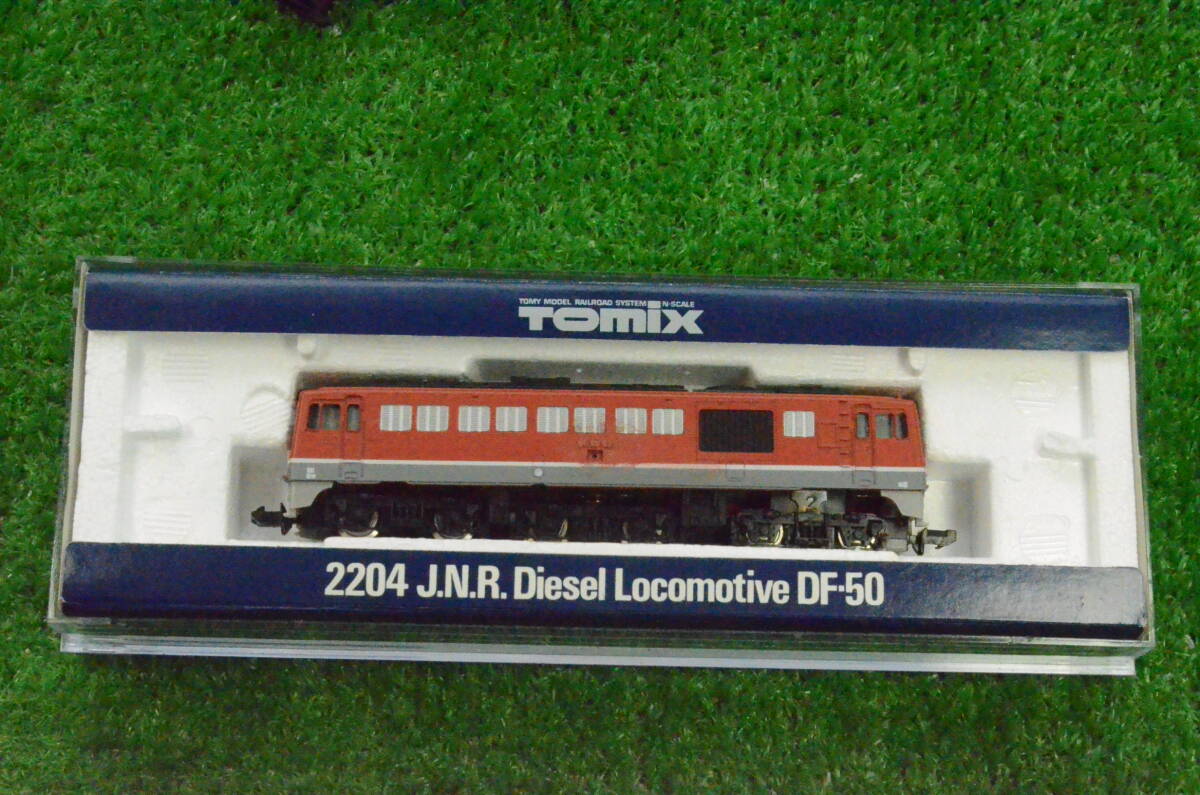 TOMY MODEL RAILROAD SYSTEM N-SCALE
TOMIX
2204 J.N.R. Diesel Locomotive DF-50